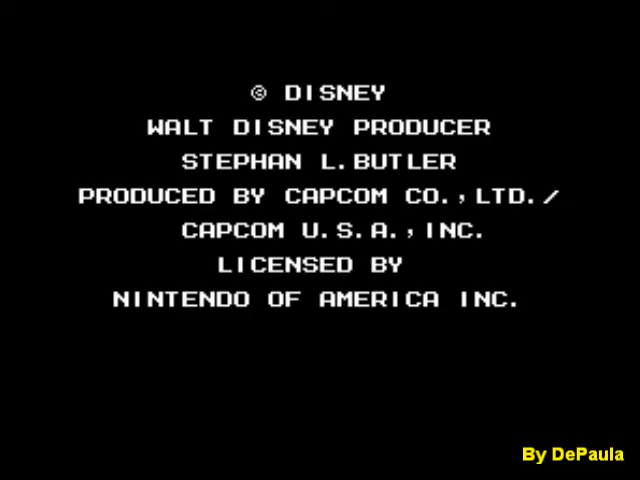 © DISNEY
WALT DISNEY PRODUCER
STEPHAN L.BUTLER
PRODUCED BY CAPCOM CO.,LTD./
CAPCOM U.S.A.,INC.
LICENSED BY
NINTENDO OF AMERICA INC.
By DePaula